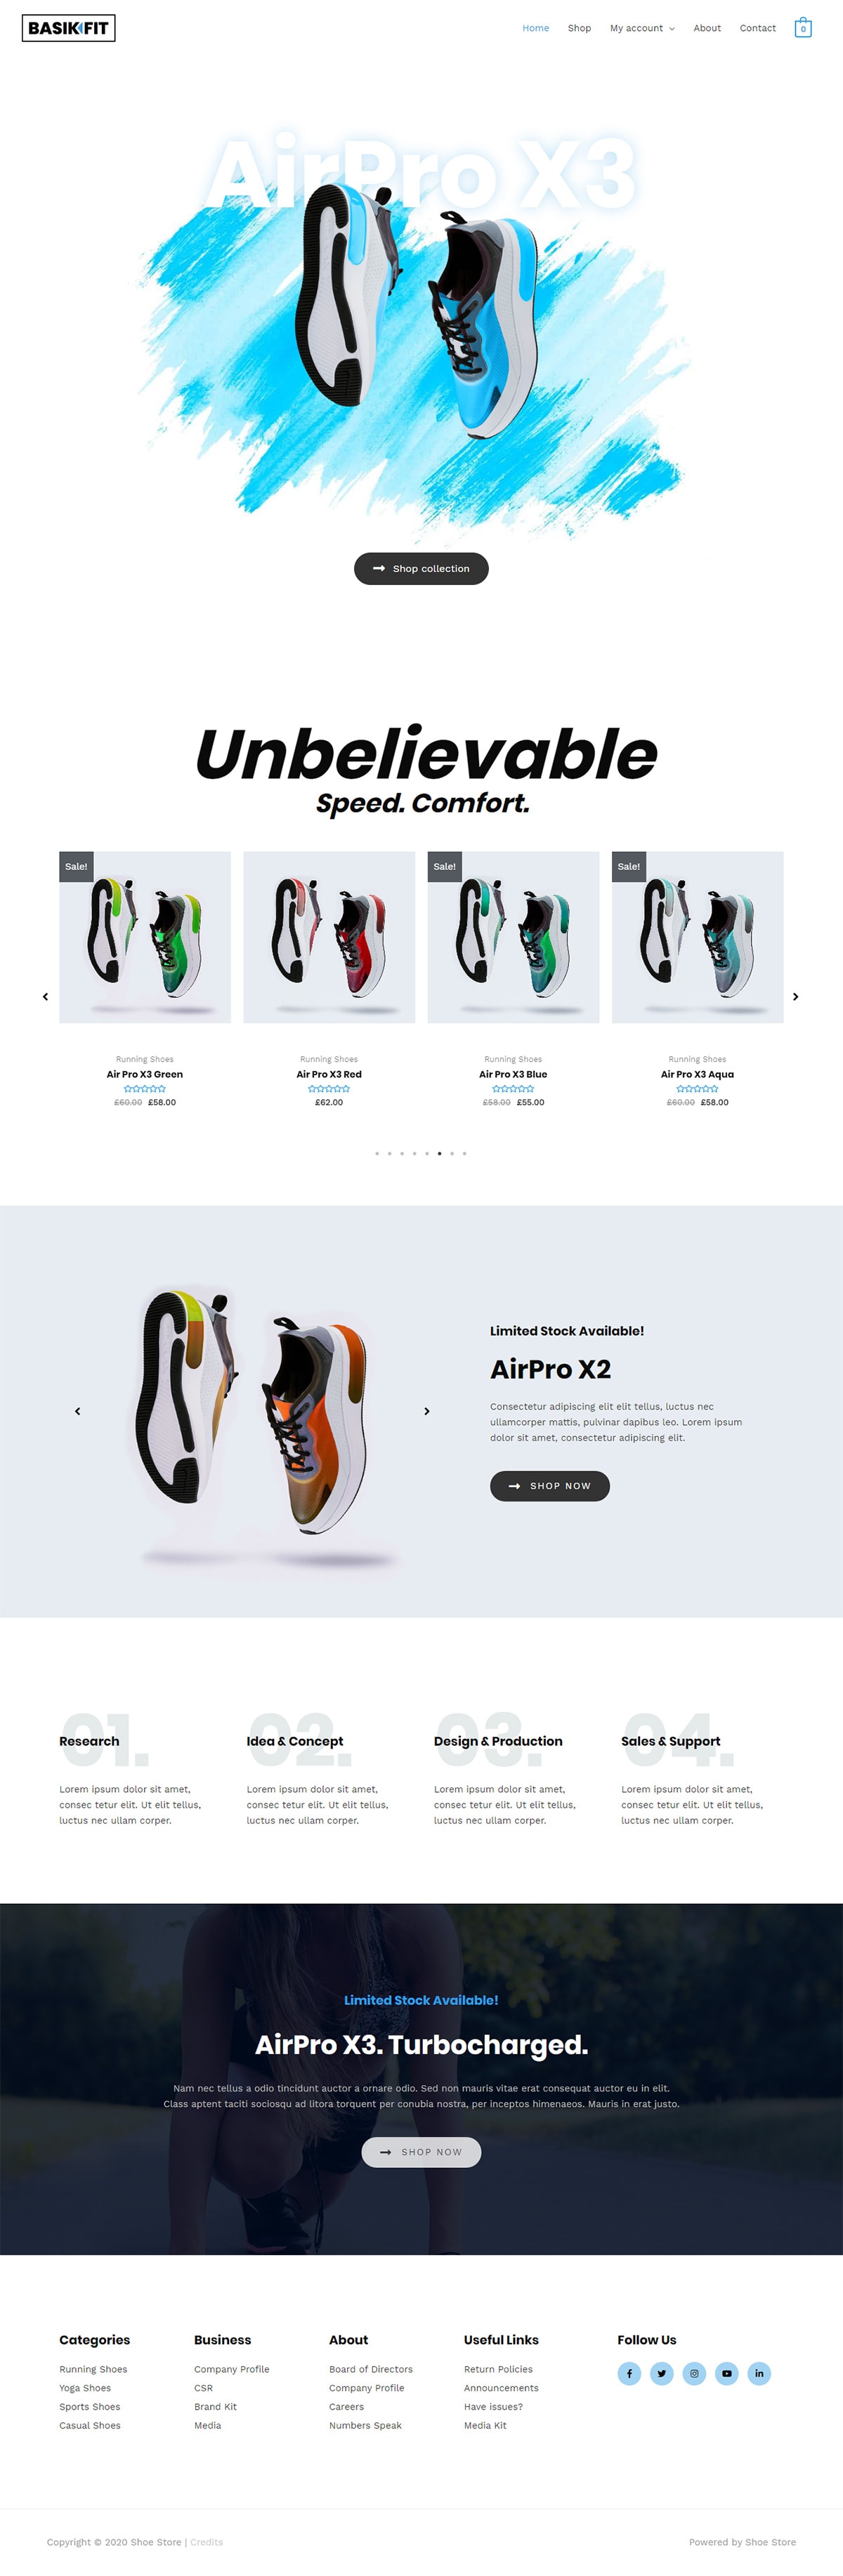 BASIK FIT
Home Shop My account About Contact 0
AirPro X3
Shop collection
Unbelievable
Speed. Comfort.
Sale! Sale! Sale!
Running Shoes Running Shoes Running Shoes Running Shoes
Air Pro X3 Green Air Pro X3 Red Air Pro X3 Blue Air Pro X3 Aqua
£60.00 £58.00 £62.00 £58.00 £55.00 £60.00 £58.00
Limited Stock Available!
AirPro X2
Consectetur adipiscing elit elit tellus, luctus nec
ullamcorper mattis, pulvinar dapibus leo. Lorem ipsum
dolor sit amet, consectetur adipiscing elit.
SHOP NOW
01.
Research
Lorem ipsum dolor sit amet,
consec tetur elit. Ut elit tellus,
luctus nec ullam corper.
02.
Idea & Concept
Lorem ipsum dolor sit amet,
consec tetur elit. Ut elit tellus,
luctus nec ullam corper.
03.
Design & Production
Lorem ipsum dolor sit amet,
consec tetur elit. Ut elit tellus,
luctus nec ullam corper.
04.
Sales & Support
Lorem ipsum dolor sit amet,
consec tetur elit. Ut elit tellus,
luctus nec ullam corper.
Limited Stock Available!
AirPro X3. Turbocharged.
Nam nec tellus a odio tincidunt auctor a ornare odio. Sed non mauris vitae erat consequat auctor eu in elit.
Class aptent taciti sociosqu ad litora torquent per conubia nostra, per inceptos himenaeos. Mauris in erat justo.
SHOP NOW
Categories
Running Shoes
Yoga Shoes
Sports Shoes
Casual Shoes
Business
Company Profile
CSR
Brand Kit
Media
About
Board of Directors
Company Profile
Careers
Numbers Speak
Useful Links
Return Policies
Announcements
Have issues?
Media Kit
Follow Us
Copyright © 2020 Shoe Store | Credits
Powered by Shoe Store